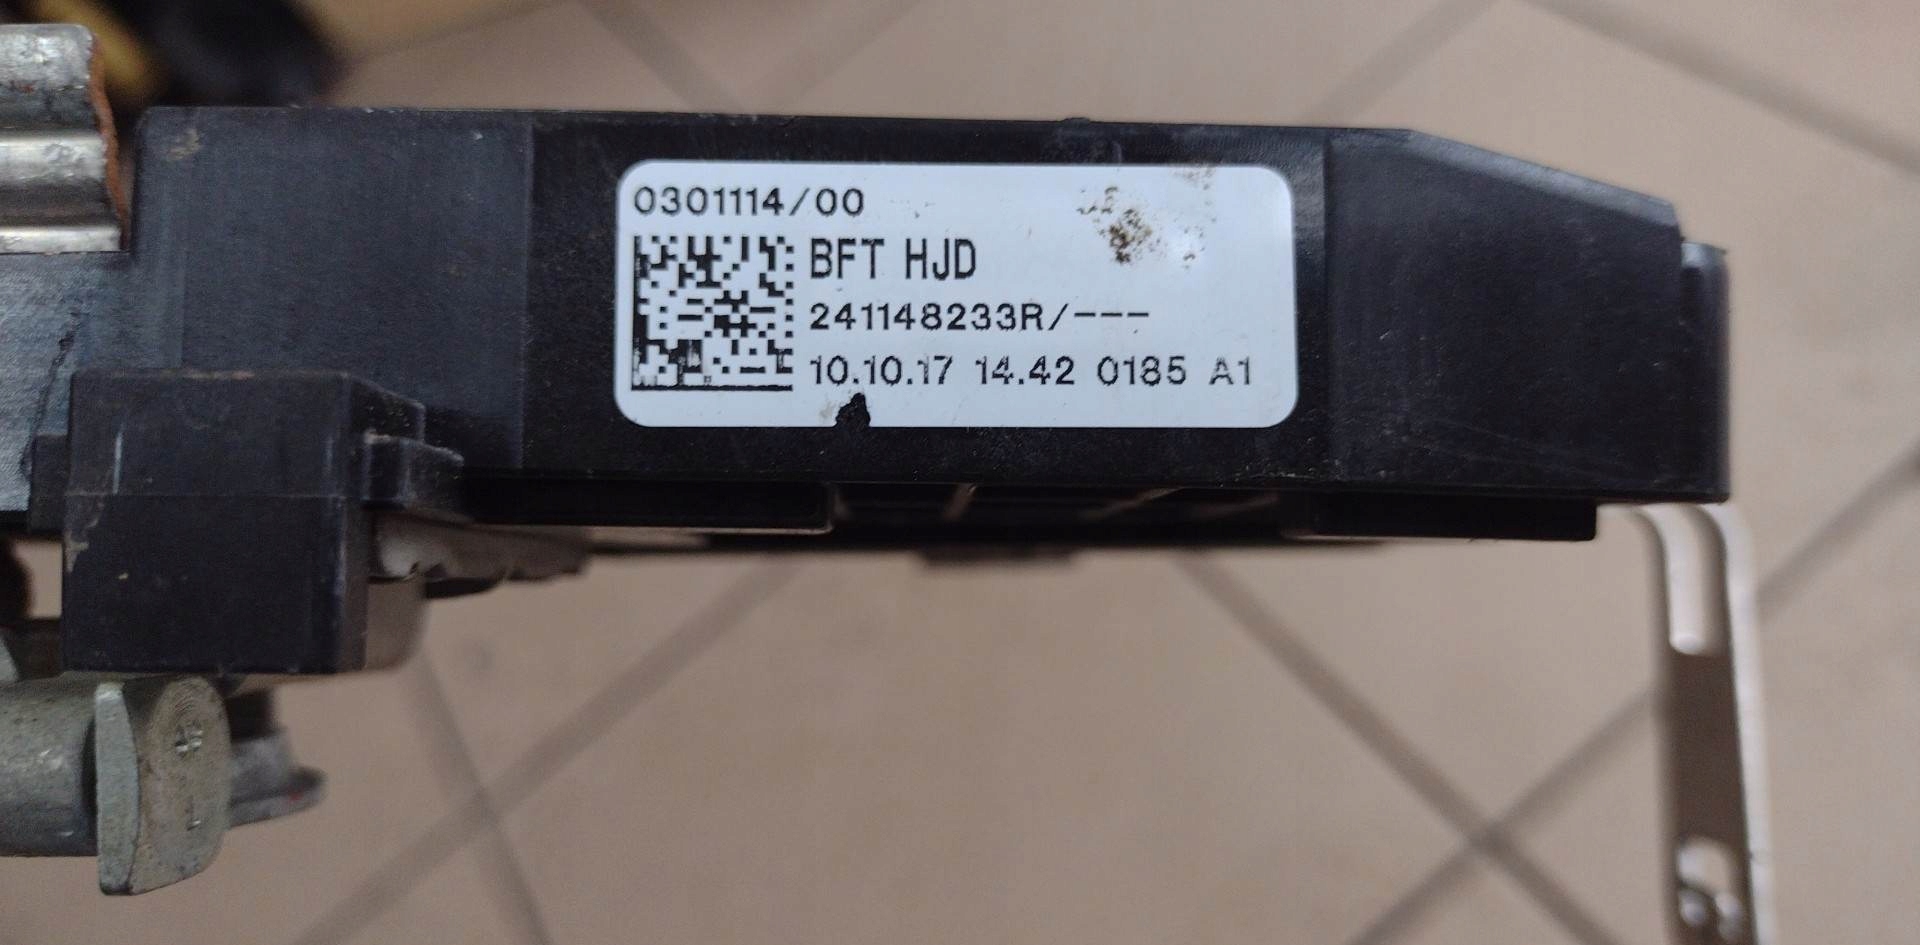 0301114/00
BFT HJD
241148233R/---
10.10.17 14.42 0185 A1